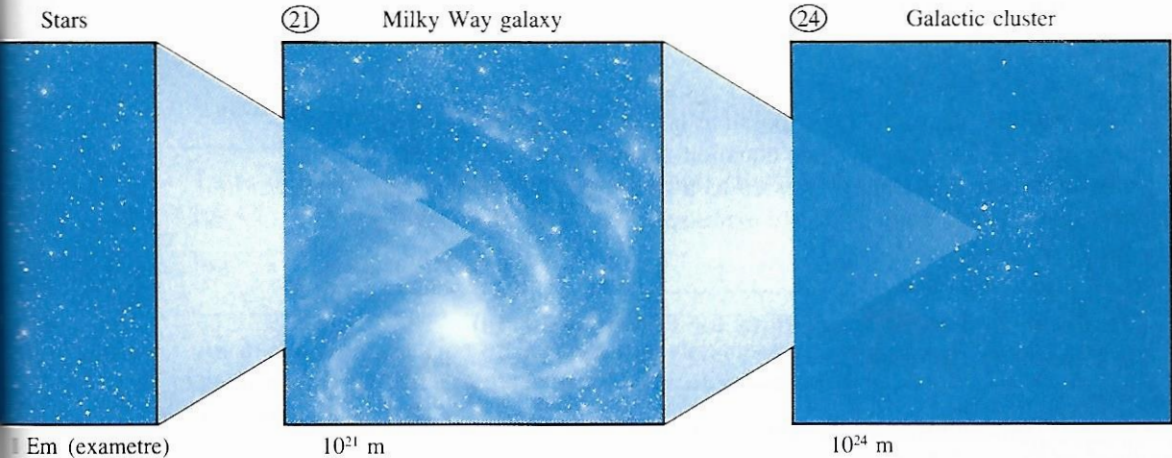 Stars
21 Milky Way galaxy
24 Galactic cluster
Em (exametre)
10²¹ m
10²⁴ m